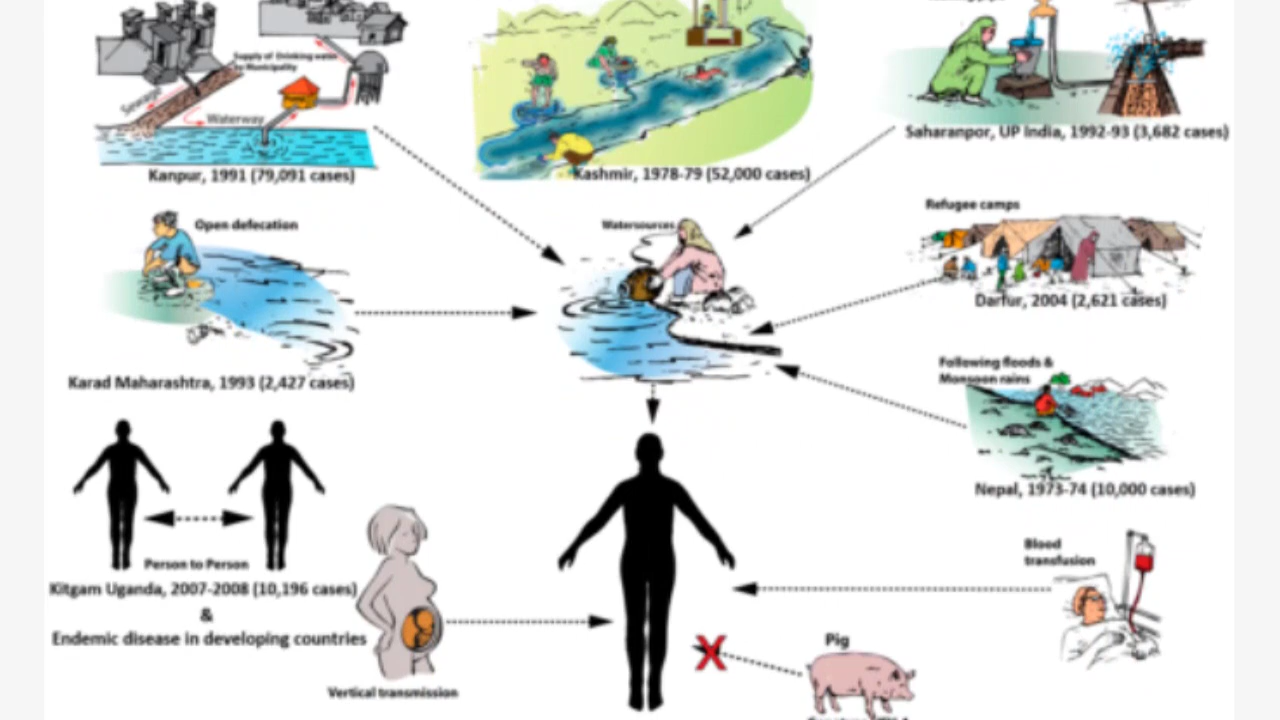 Supply of Drinking water
by Municipality
Sewage
Waterway
Kanpur, 1991 (79,091 cases)
Kashmir, 1978-79 (52,000 cases)
Saharanpor, UP India, 1992-93 (3,682 cases)
Open defecation
Watersources
Refugee camps
Darfur, 2004 (2,621 cases)
Karad Maharashtra, 1993 (2,427 cases)
Following floods &
Monsoon rains
Nepal, 1973-74 (10,000 cases)
Person to Person
Kitgam Uganda, 2007-2008 (10,196 cases)
&
Endemic disease in developing countries
Blood
transfusion
Vertical transmission
Pig